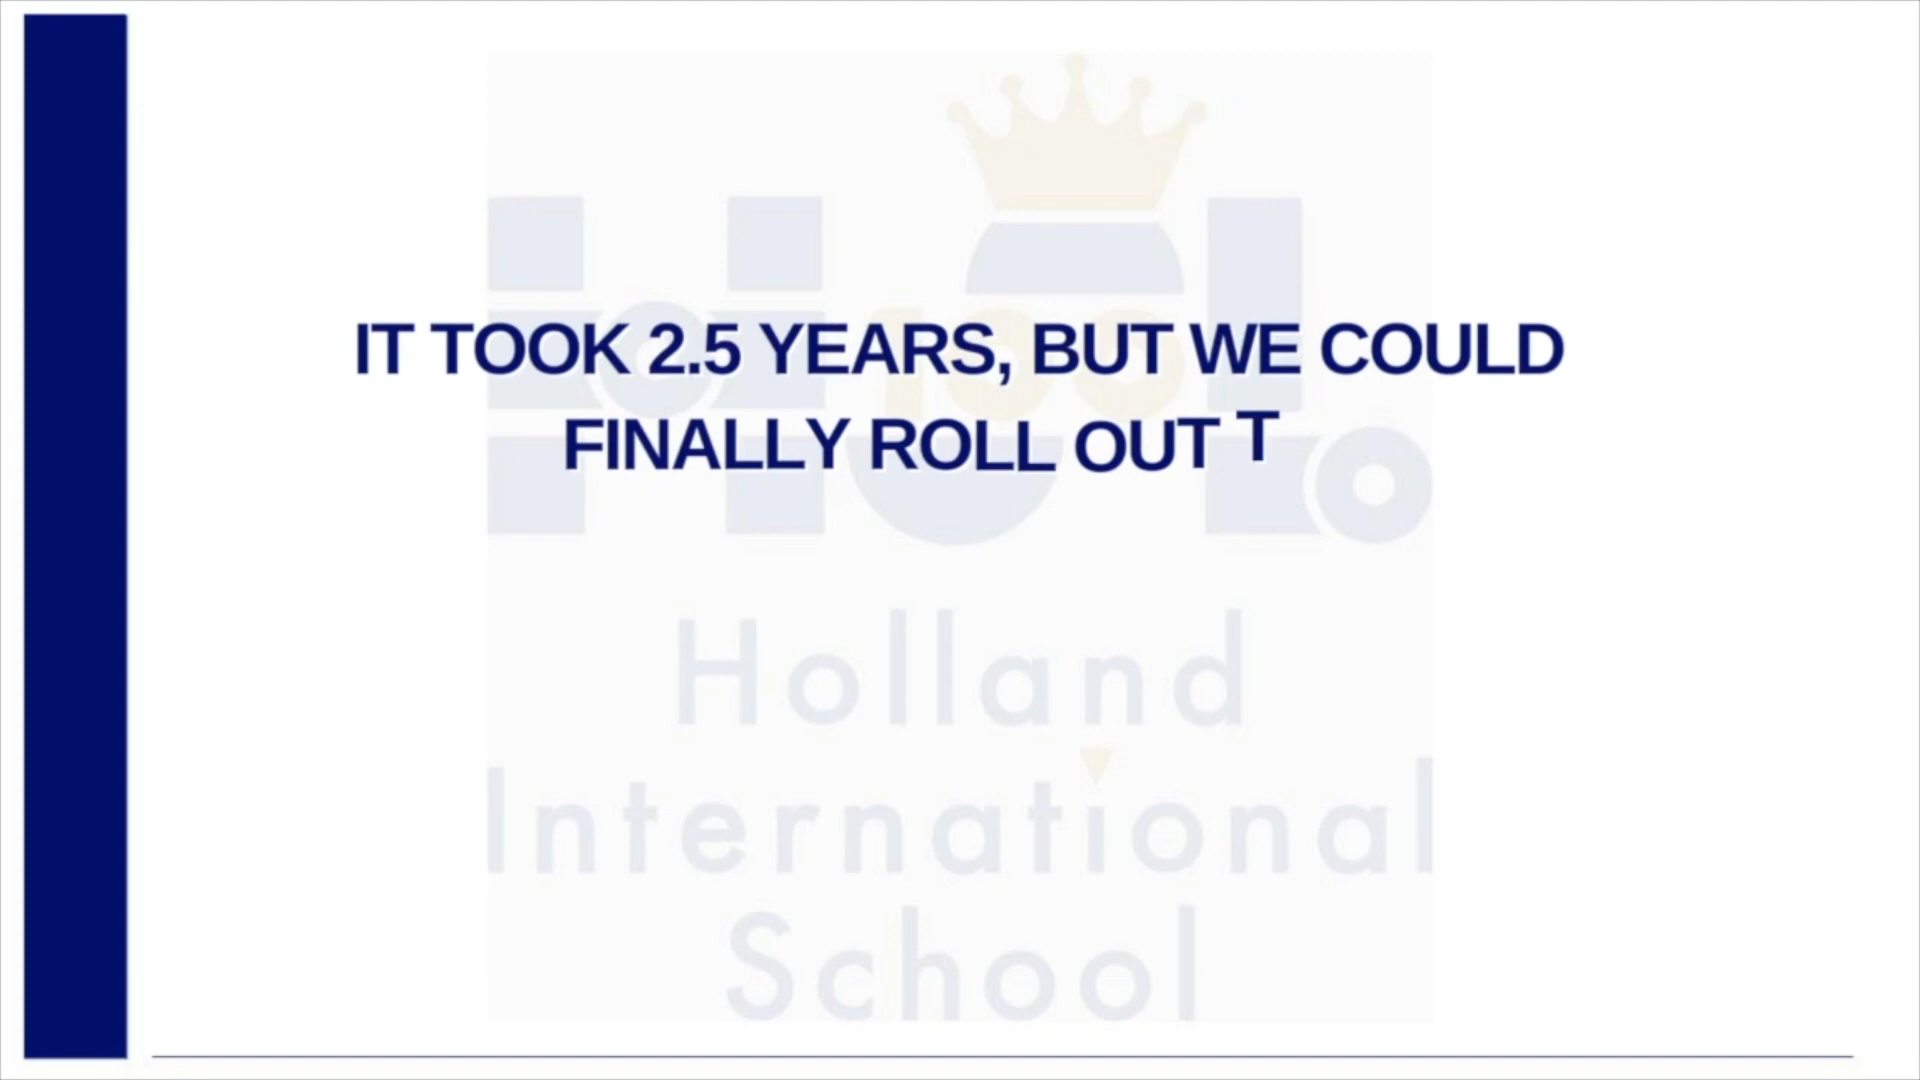 IT TOOK 2.5 YEARS, BUT WE COULD
FINALLY ROLL OUT T
Holland
International
School